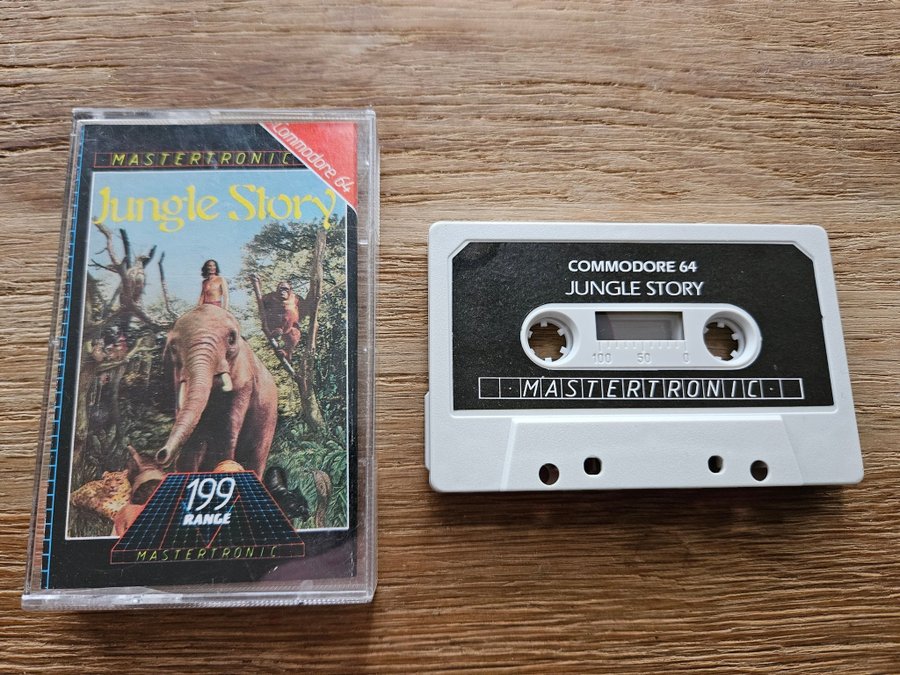 MASTERTRONIC
Commodore 64
Jungle Story
199
RANGE
MASTERTRONIC
COMMODORE 64
JUNGLE STORY
100 50 0
· MASTERTRONIC ·